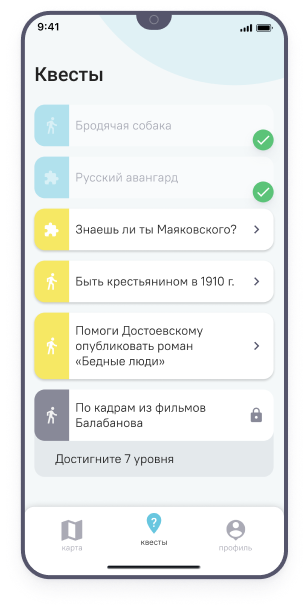 9:41
Квесты
Бродячая собака
Русский авангард
Знаешь ли ты Маяковского?
Быть крестьянином в 1910 г.
Помоги Достоевскому
опубликовать роман
«Бедные люди»
По кадрам из фильмов
Балабанова
Достигните 7 уровня
?
карта
квесты
профиль